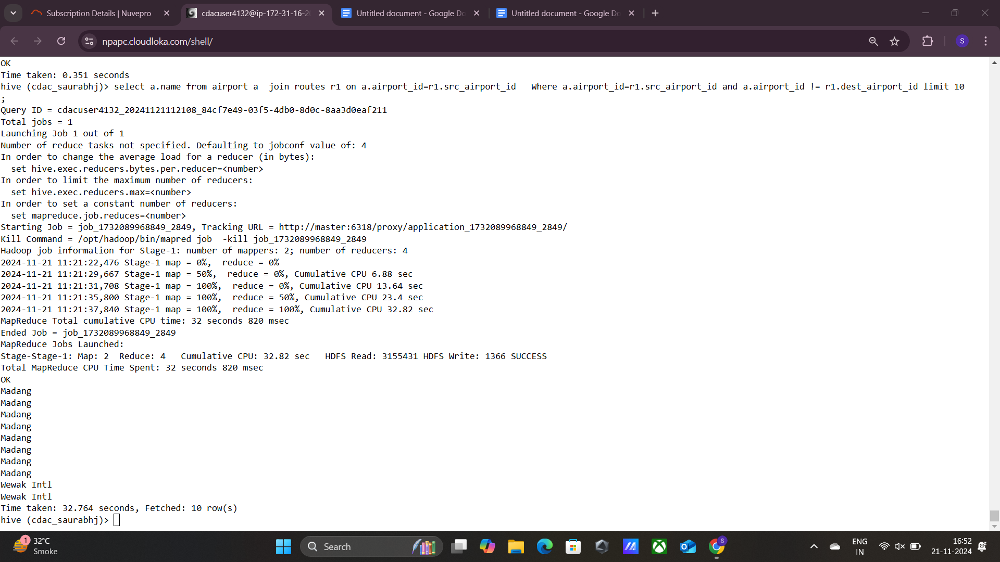 Subscription Details | Nuvepro
cdacuser4132@ip-172-31-16-2
Untitled document - Google Do
Untitled document - Google Do
npapc.cloudloka.com/shell/
S
OK
Time taken: 0.351 seconds
hive (cdac_saurabhj)> select a.name from airport a  join routes r1 on a.airport_id=r1.src_airport_id   Where a.airport_id=r1.src_airport_id and a.airport_id != r1.dest_airport_id limit 10
;
Query ID = cdacuser4132_20241121112108_84cf7e49-03f5-4db0-8d0c-8aa3d0eaf211
Total jobs = 1
Launching Job 1 out of 1
Number of reduce tasks not specified. Defaulting to jobconf value of: 4
In order to change the average load for a reducer (in bytes):
  set hive.exec.reducers.bytes.per.reducer=<number>
In order to limit the maximum number of reducers:
  set hive.exec.reducers.max=<number>
In order to set a constant number of reducers:
  set mapreduce.job.reduces=<number>
Starting Job = job_1732089968849_2849, Tracking URL = http://master:6318/proxy/application_1732089968849_2849/
Kill Command = /opt/hadoop/bin/mapred job  -kill job_1732089968849_2849
Hadoop job information for Stage-1: number of mappers: 2; number of reducers: 4
2024-11-21 11:21:22,476 Stage-1 map = 0%,  reduce = 0%
2024-11-21 11:21:29,667 Stage-1 map = 50%,  reduce = 0%, Cumulative CPU 6.88 sec
2024-11-21 11:21:31,708 Stage-1 map = 100%,  reduce = 0%, Cumulative CPU 13.64 sec
2024-11-21 11:21:35,800 Stage-1 map = 100%,  reduce = 50%, Cumulative CPU 23.4 sec
2024-11-21 11:21:37,840 Stage-1 map = 100%,  reduce = 100%, Cumulative CPU 32.82 sec
MapReduce Total cumulative CPU time: 32 seconds 820 msec
Ended Job = job_1732089968849_2849
MapReduce Jobs Launched:
Stage-Stage-1: Map: 2  Reduce: 4   Cumulative CPU: 32.82 sec   HDFS Read: 3155431 HDFS Write: 1366 SUCCESS
Total MapReduce CPU Time Spent: 32 seconds 820 msec
OK
Madang
Madang
Madang
Madang
Madang
Madang
Madang
Madang
Wewak Intl
Wewak Intl
Time taken: 32.764 seconds, Fetched: 10 row(s)
hive (cdac_saurabhj)>
1
32°C
Smoke
Search
S
ENG
IN
16:52
21-11-2024